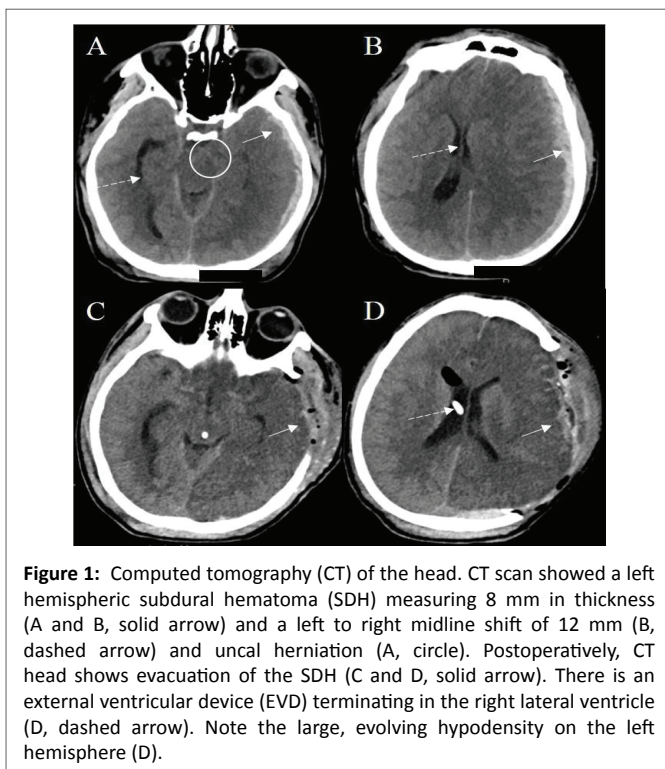 A
B
C
D
Figure 1: Computed tomography (CT) of the head. CT scan showed a left
hemispheric subdural hematoma (SDH) measuring 8 mm in thickness
(A and B, solid arrow) and a left to right midline shift of 12 mm (B,
dashed arrow) and uncal herniation (A, circle). Postoperatively, CT
head shows evacuation of the SDH (C and D, solid arrow). There is an
external ventricular device (EVD) terminating in the right lateral ventricle
(D, dashed arrow). Note the large, evolving hypodensity on the left
hemisphere (D).